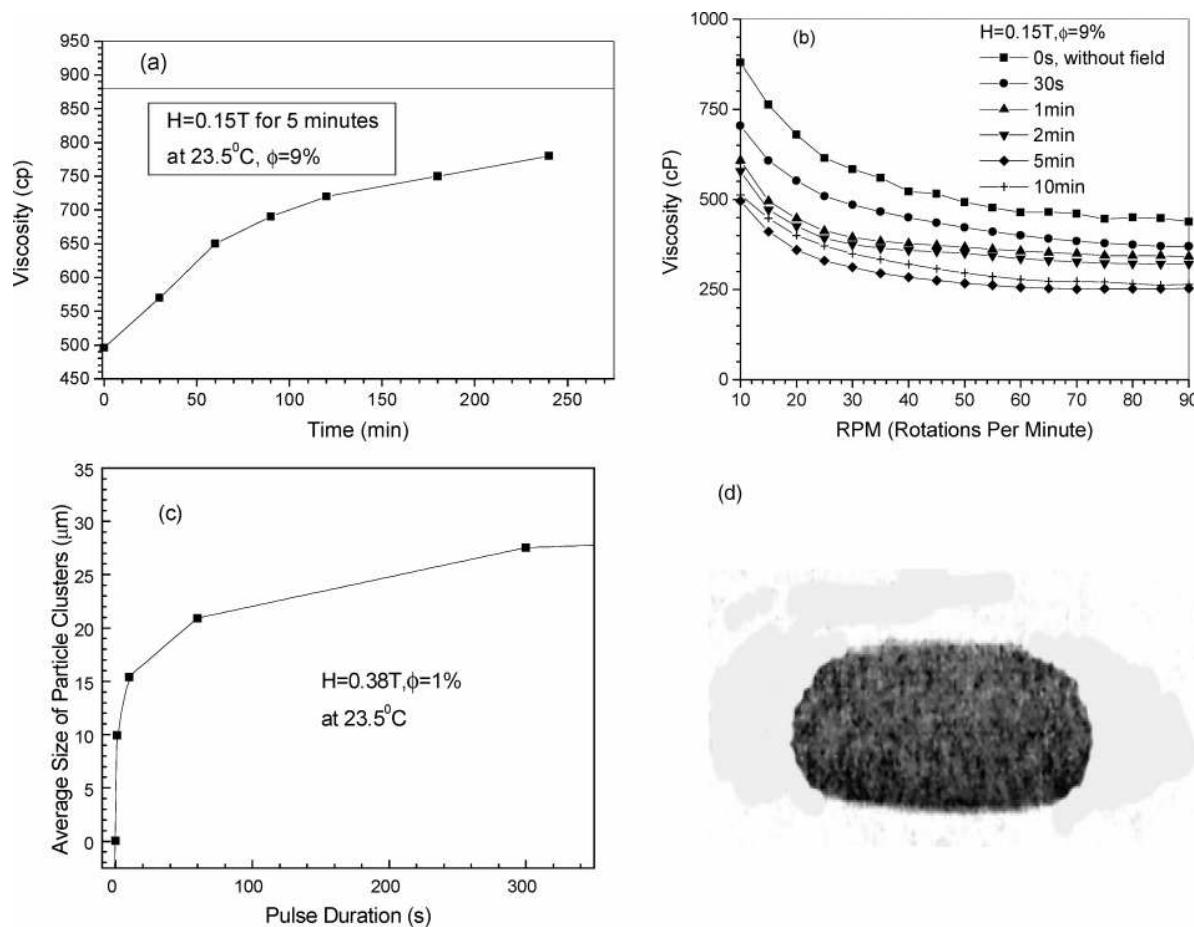 (a)
H=0.15T for 5 minutes
at 23.5⁰C, ϕ=9%
Viscosity (cp)
950
900
850
800
750
700
650
600
550
500
450
0 50 100 150 200 250
Time (min)
(b)
H=0.15T,ϕ=9%
0s, without field
30s
1min
2min
5min
10min
Viscosity (cP)
1000
750
500
250
0
10 20 30 40 50 60 70 80 90
RPM (Rotations Per Minute)
(c)
H=0.38T,ϕ=1%
at 23.5⁰C
Average Size of Particle Clusters (μm)
35
30
25
20
15
10
5
0
0 100 200 300
Pulse Duration (s)
(d)